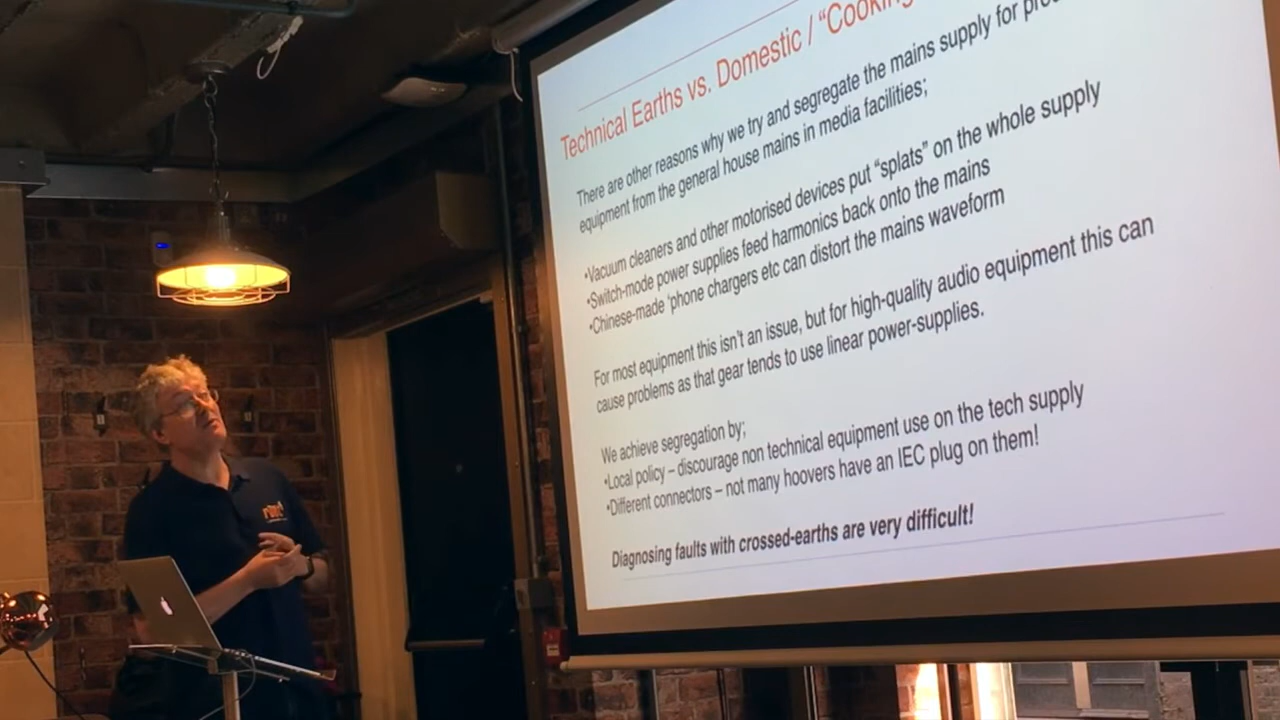 Technical Earths vs. Domestic / “Cooking
There are other reasons why we try and segregate the mains supply for
equipment from the general house mains in media facilities;
•Vacuum cleaners and other motorised devices put “splats” on the whole supply
•Switch-mode power supplies feed harmonics back onto the mains
•Chinese-made ‘phone chargers etc can distort the mains waveform
For most equipment this isn’t an issue, but for high-quality audio equipment this can
cause problems as that gear tends to use linear power-supplies.
We achieve segregation by;
•Local policy – discourage non technical equipment use on the tech supply
•Different connectors – not many hoovers have an IEC plug on them!
Diagnosing faults with crossed-earths are very difficult!